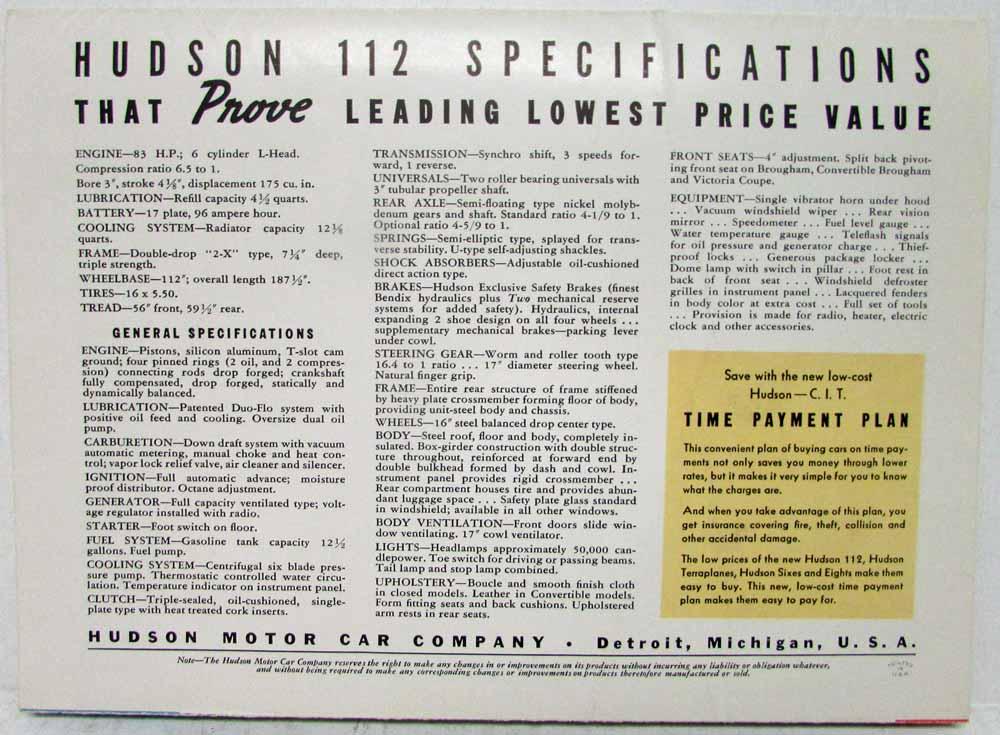 HUDSON 112 SPECIFICATIONS
THAT Prove LEADING LOWEST PRICE VALUE
ENGINE—83 H.P.; 6 cylinder L-Head.
Compression ratio 6.5 to 1.
Bore 3", stroke 4⅛", displacement 175 cu. in.
LUBRICATION—Refill capacity 4½ quarts.
BATTERY—17 plate, 96 ampere hour.
COOLING SYSTEM—Radiator capacity 12½
quarts.
FRAME—Double-drop "2-X" type, 7¼" deep,
triple strength.
WHEELBASE—112"; overall length 187½".
TIRES—16 x 5.50.
TREAD—56" front, 59½" rear.
GENERAL SPECIFICATIONS
ENGINE—Pistons, silicon aluminum, T-slot cam
ground; four pinned rings (2 oil, and 2 compres-
sion) connecting rods drop forged; crankshaft
fully compensated, drop forged, statically and
dynamically balanced.
LUBRICATION—Patented Duo-Flo system with
positive oil feed and cooling. Oversize dual oil
pump.
CARBURETION—Down draft system with vacuum
automatic metering, manual choke and heat con-
trol; vapor lock relief valve, air cleaner and silencer.
IGNITION—Full automatic advance; moisture
proof distributor. Octane adjustment.
GENERATOR—Full capacity ventilated type; volt-
age regulator installed with radio.
STARTER—Foot switch on floor.
FUEL SYSTEM—Gasoline tank capacity 12½
gallons. Fuel pump.
COOLING SYSTEM—Centrifugal six blade pres-
sure pump. Thermostatic controlled water circu-
lation. Temperature indicator on instrument panel.
CLUTCH—Triple-sealed, oil-cushioned, single-
plate type with heat treated cork inserts.
TRANSMISSION—Synchro shift, 3 speeds for-
ward, 1 reverse.
UNIVERSALS—Two roller bearing universals with
3" tubular propeller shaft.
REAR AXLE—Semi-floating type nickel molyb-
denum gears and shaft. Standard ratio 4-1/9 to 1.
Optional ratio 4-5/9 to 1.
SPRINGS—Semi-elliptic type, splayed for trans-
verse stability. U-type self-adjusting shackles.
SHOCK ABSORBERS—Adjustable oil-cushioned
direct action type.
BRAKES—Hudson Exclusive Safety Brakes (finest
Bendix hydraulics plus Two mechanical reserve
systems for added safety). Hydraulics, internal
expanding 2 shoe design on all four wheels ...
supplementary mechanical brakes—parking lever
under cowl.
STEERING GEAR—Worm and roller tooth type
16.4 to 1 ratio ... 17" diameter steering wheel.
Natural finger grip.
FRAME—Entire rear structure of frame stiffened
by heavy plate crossmember forming floor of body,
providing unit-steel body and chassis.
WHEELS—16" steel balanced drop center type.
BODY—Steel roof, floor and body, completely in-
sulated. Box-girder construction with double struc-
ture throughout, reinforced at forward end by
double bulkhead formed by dash and cowl. In-
strument panel provides rigid crossmember ...
Rear compartment houses tire and provides abun-
dant luggage space ... Safety plate glass standard
in windshield; available in all other windows.
BODY VENTILATION—Front doors slide win-
dow ventilating. 17" cowl ventilator.
LIGHTS—Headlamps approximately 50,000 can-
dlepower. Toe switch for driving or passing beams.
Tail lamp and stop lamp combined.
UPHOLSTERY—Boucle and smooth finish cloth
in closed models. Leather in Convertible models.
Form fitting seats and back cushions. Upholstered
arm rests in rear seats.
FRONT SEATS—4" adjustment. Split back pivot-
ing front seat on Brougham, Convertible Brougham
and Victoria Coupe.
EQUIPMENT—Single vibrator horn under hood
... Vacuum windshield wiper ... Rear vision
mirror ... Speedometer ... Fuel level gauge ...
Water temperature gauge ... Teleflash signals
for oil pressure and generator charge ... Thief-
proof locks ... Generous package locker ...
Dome lamp with switch in pillar ... Foot rest in
back of front seat ... Windshield defroster
grilles in instrument panel ... Lacquered fenders
in body color at extra cost ... Full set of tools
... Provision is made for radio, heater, electric
clock and other accessories.
Save with the new low-cost
Hudson—C. I. T.
TIME PAYMENT PLAN
This convenient plan of buying cars on time pay-
ments not only saves you money through lower
rates, but it makes it very simple for you to know
what the charges are.
And when you take advantage of this plan, you
get insurance covering fire, theft, collision and
other accidental damage.
The low prices of the new Hudson 112, Hudson
Terraplanes, Hudson Sixes and Eights make them
easy to buy. This new, low-cost time payment
plan makes them easy to pay for.
HUDSON MOTOR CAR COMPANY • Detroit, Michigan, U. S. A.
Note—The Hudson Motor Car Company reserves the right to make any changes in or improvements on its products without incurring any liability or obligation whatever,
and without being required to make any corresponding changes or improvements on products theretofore manufactured or sold.
PRINTED
IN
U.S.A.